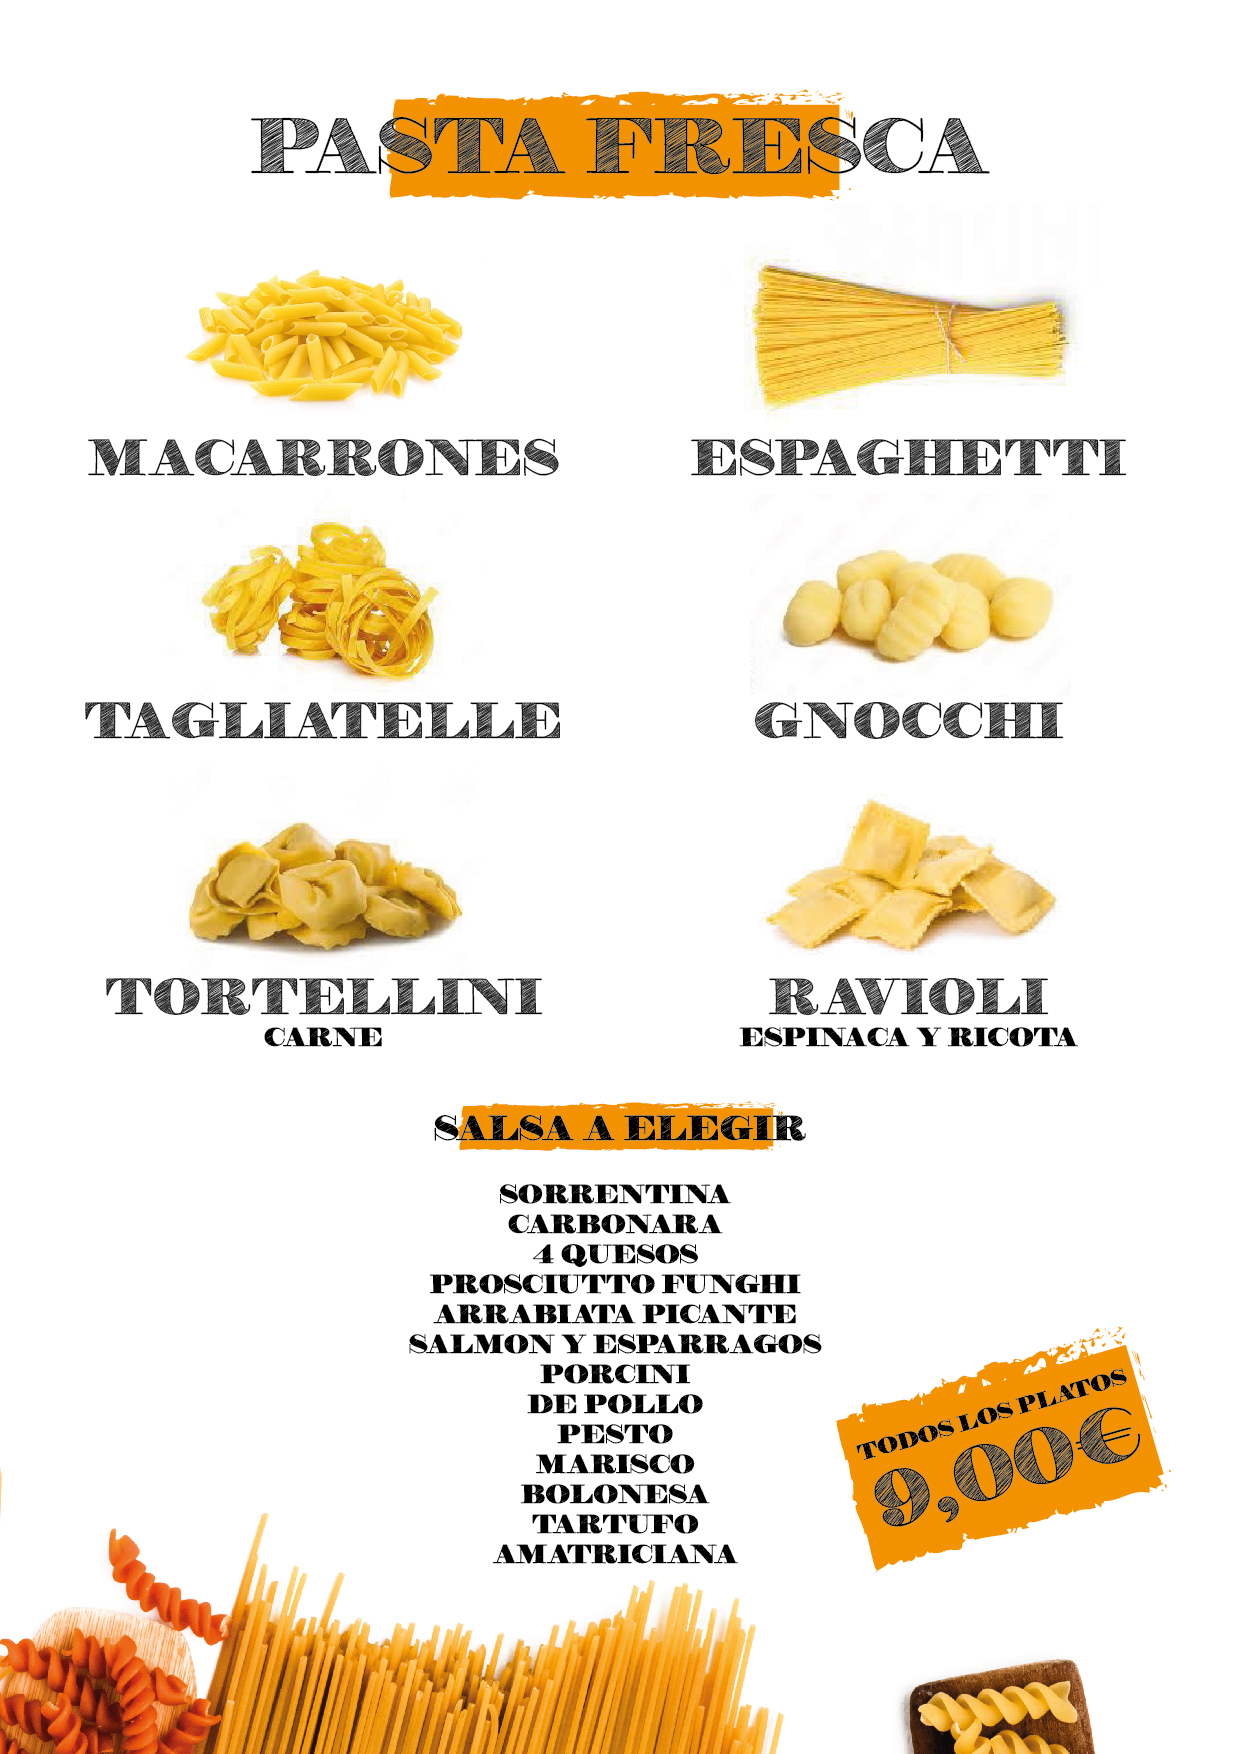 PASTA FRESCA
MACARRONES
ESPAGHETTI
TAGLIATELLE
GNOCCHI
TORTELLINI
CARNE
RAVIOLI
ESPINACA Y RICOTA
SALSA A ELEGIR
SORRENTINA
CARBONARA
4 QUESOS
PROSCIUTTO FUNGHI
ARRABIATA PICANTE
SALMON Y ESPARRAGOS
PORCINI
DE POLLO
PESTO
MARISCO
BOLONESA
TARTUFO
AMATRICIANA
TODOS LOS PLATOS
9,00€